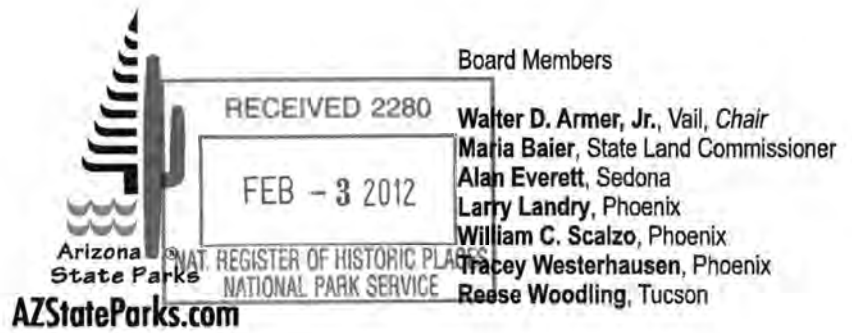 Arizona ®
State Parks
AZStateParks.com
RECEIVED 2280
FEB - 3 2012
NAT. REGISTER OF HISTORIC PLACES
NATIONAL PARK SERVICE
Board Members
Walter D. Armer, Jr., Vail, Chair
Maria Baier, State Land Commissioner
Alan Everett, Sedona
Larry Landry, Phoenix
William C. Scalzo, Phoenix
Tracey Westerhausen, Phoenix
Reese Woodling, Tucson